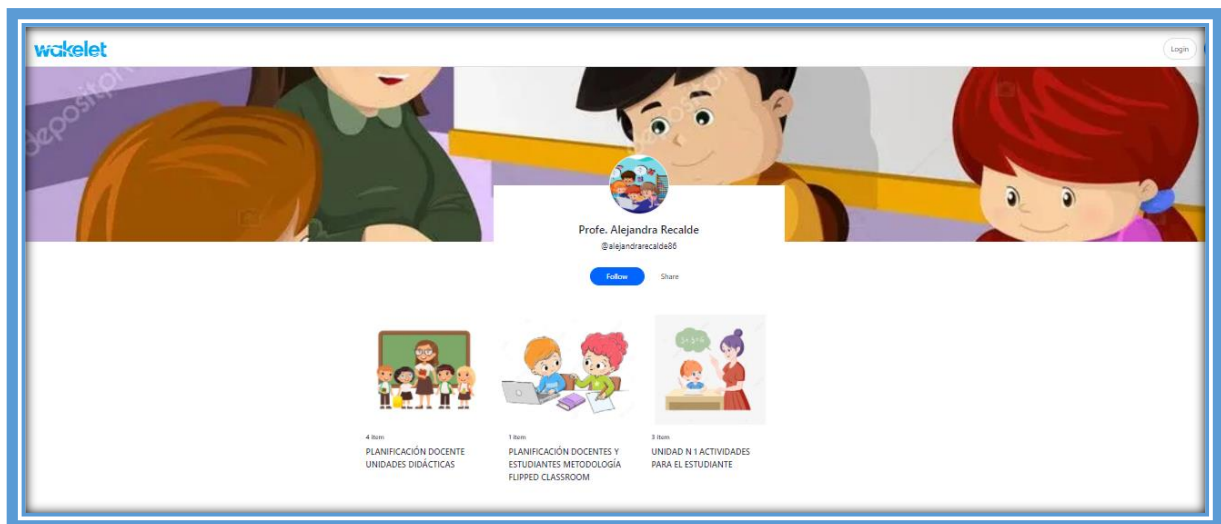 wakelet
Login
depositphotos
Profe. Alejandra Recalde
@alejandrarecalde86
Follow
Share
4 item
PLANIFICACIÓN DOCENTE
UNIDADES DIDÁCTICAS
1 item
PLANIFICACIÓN DOCENTES Y
ESTUDIANTES METODOLOGÍA
FLIPPED CLASSROOM
3 item
UNIDAD N 1 ACTIVIDADES
PARA EL ESTUDIANTE